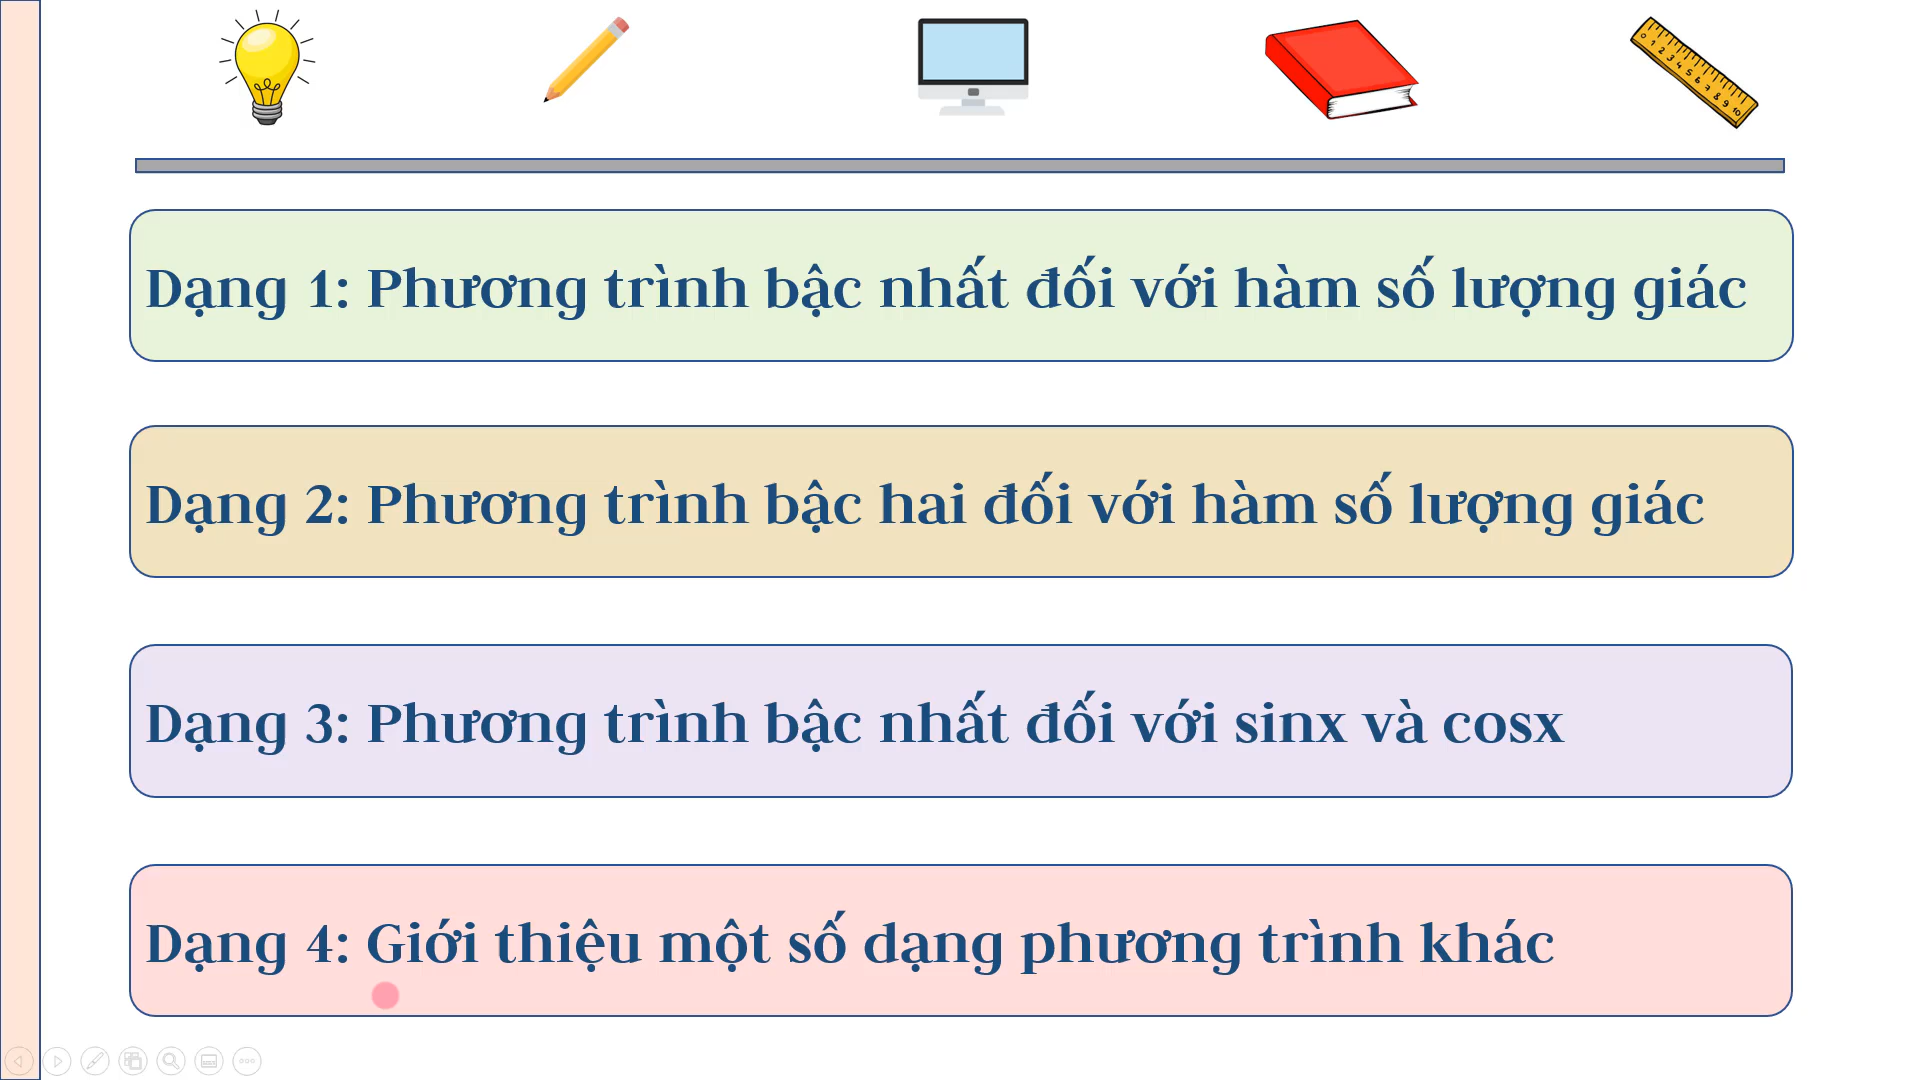 Dạng 1: Phương trình bậc nhất đối với hàm số lượng giác
Dạng 2: Phương trình bậc hai đối với hàm số lượng giác
Dạng 3: Phương trình bậc nhất đối với sinx và cosx
Dạng 4: Giới thiệu một số dạng phương trình khác